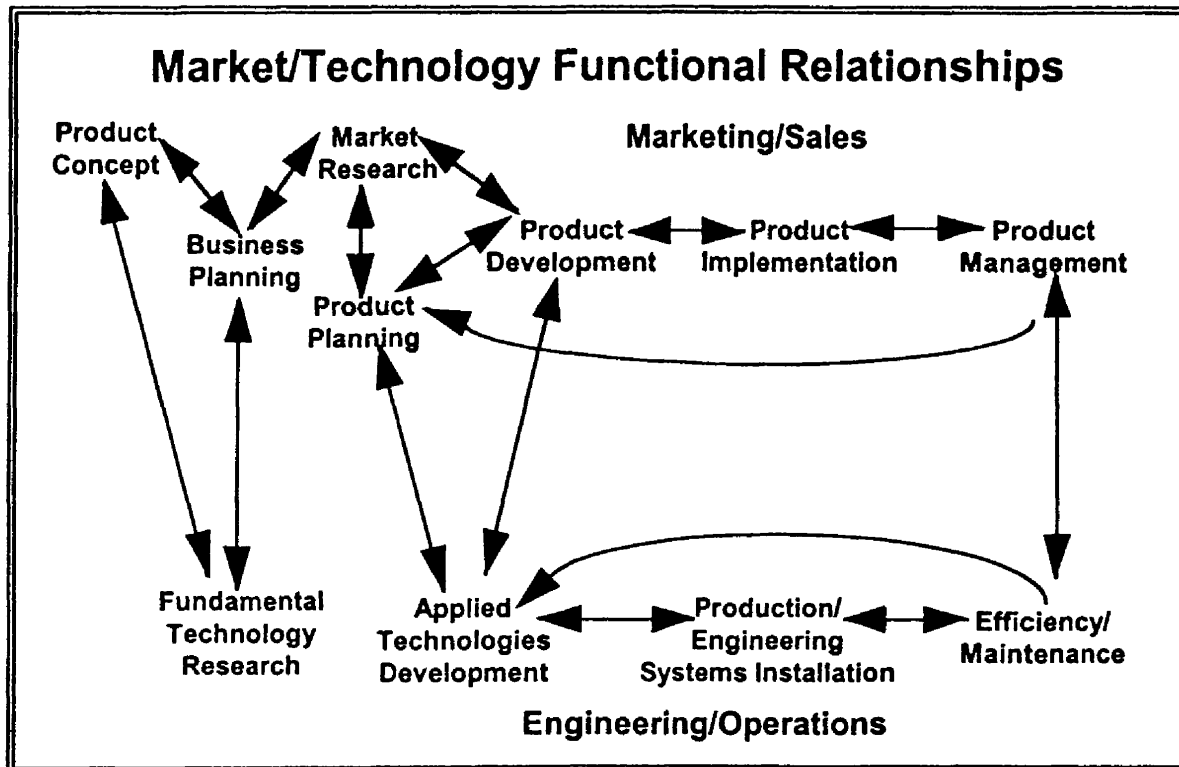 Market/Technology Functional Relationships
Product
Concept
Market
Research
Marketing/Sales
Business
Planning
Product
Development
Product
Implementation
Product
Management
Product
Planning
Fundamental
Technology
Research
Applied
Technologies
Development
Production/
Engineering
Systems Installation
Efficiency/
Maintenance
Engineering/Operations